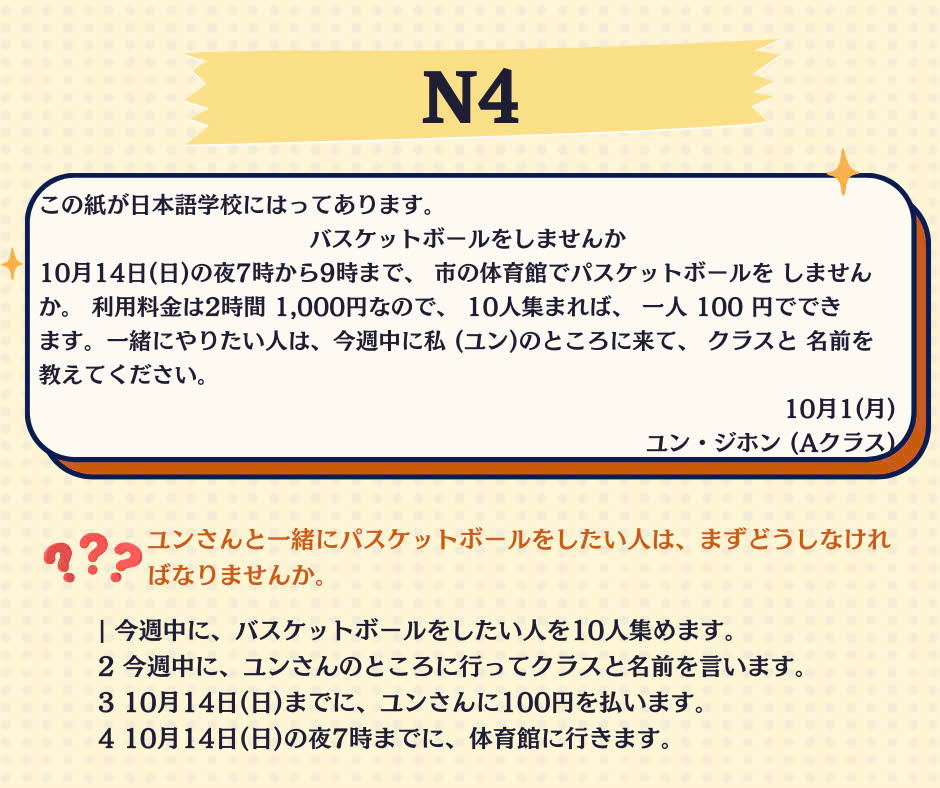 N4
この紙が日本語学校にはってあります。
バスケットボールをしませんか
10月14日(日)の夜7時から9時まで、 市の体育館でパスケットボールを しません
か。 利用料金は2時間 1,000円なので、 10人集まれば、 一人 100 円ででき
ます。一緒にやりたい人は、今週中に私 (ユン)のところに来て、 クラスと 名前を
教えてください。
10月1(月)
ユン・ジホン (Aクラス)
???
ユンさんと一緒にパスケットボールをしたい人は、まずどうしなけれ
ばなりませんか。
| 今週中に、バスケットボールをしたい人を10人集めます。
2 今週中に、ユンさんのところに行ってクラスと名前を言います。
3 10月14日(日)までに、ユンさんに100円を払います。
4 10月14日(日)の夜7時までに、体育館に行きます。